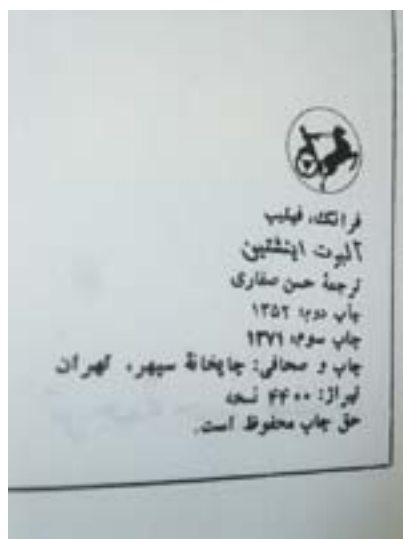 فرانک، فیلیپ
آلبرت اینشتین
ترجمهٔ حسن صفاری
چاپ دوم: ۱۳۵۲
چاپ سوم: ۱۳۷۱
چاپ و صحافی: چاپخانهٔ سپهر، تهران
تیراژ: ۴۴۰۰ نسخه
حق چاپ محفوظ است.